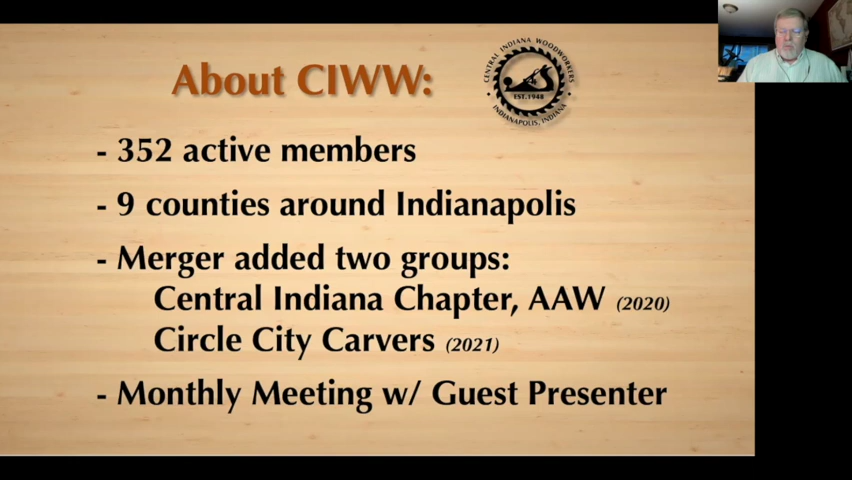 About CIWW:
CENTRAL INDIANA WOODWORKERS
EST.1948
INDIANAPOLIS, INDIANA
- 352 active members
- 9 counties around Indianapolis
- Merger added two groups:
Central Indiana Chapter, AAW (2020)
Circle City Carvers (2021)
- Monthly Meeting w/ Guest Presenter